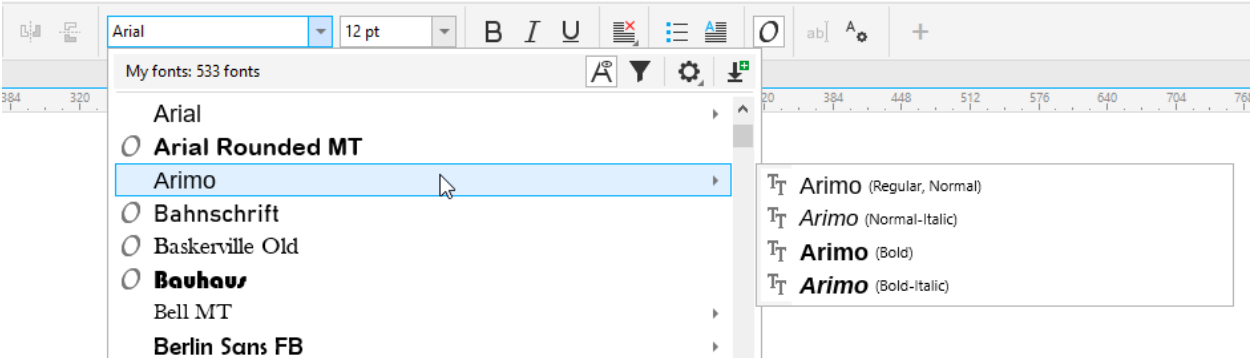 Arial 12 pt B I U O ab A
My fonts: 533 fonts
384 320 384 448 512 576 640 704
Arial
O Arial Rounded MT
Arimo
O Bahnschrift
O Baskerville Old
O Bauhaus
Bell MT
Berlin Sans FB
Arimo (Regular, Normal)
Arimo (Normal-Italic)
Arimo (Bold)
Arimo (Bold-Italic)